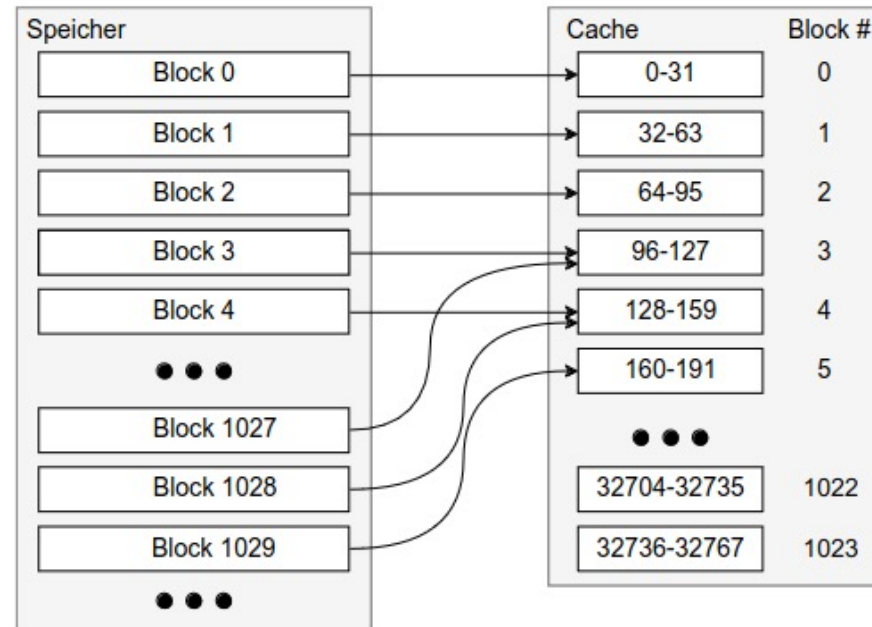 Speicher
Block 0
Block 1
Block 2
Block 3
Block 4
Block 1027
Block 1028
Block 1029
Cache Block #
0-31 0
32-63 1
64-95 2
96-127 3
128-159 4
160-191 5
32704-32735 1022
32736-32767 1023